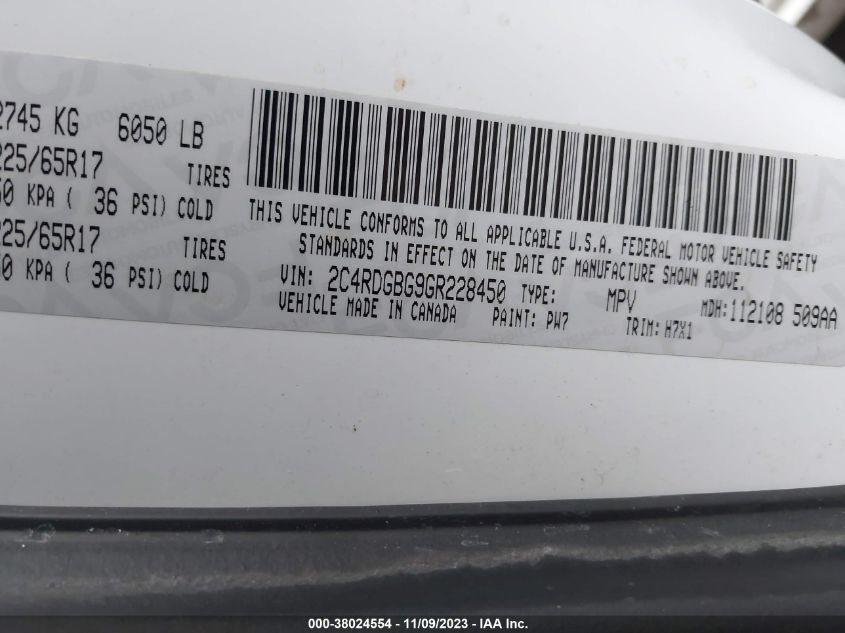 2745 KG 6050 LB
225/65R17 TIRES
50 KPA ( 36 PSI) COLD
225/65R17 TIRES
50 KPA ( 36 PSI) COLD
THIS VEHICLE CONFORMS TO ALL APPLICABLE U.S.A. FEDERAL MOTOR VEHICLE SAFETY
STANDARDS IN EFFECT ON THE DATE OF MANUFACTURE SHOWN ABOVE.
VIN: 2C4RDGBG9GR228450 TYPE: MPV MDH:112108 509AA
VEHICLE MADE IN CANADA PAINT: PW7 TRIM: H7X1
000-38024554 - 11/09/2023 - IAA Inc.